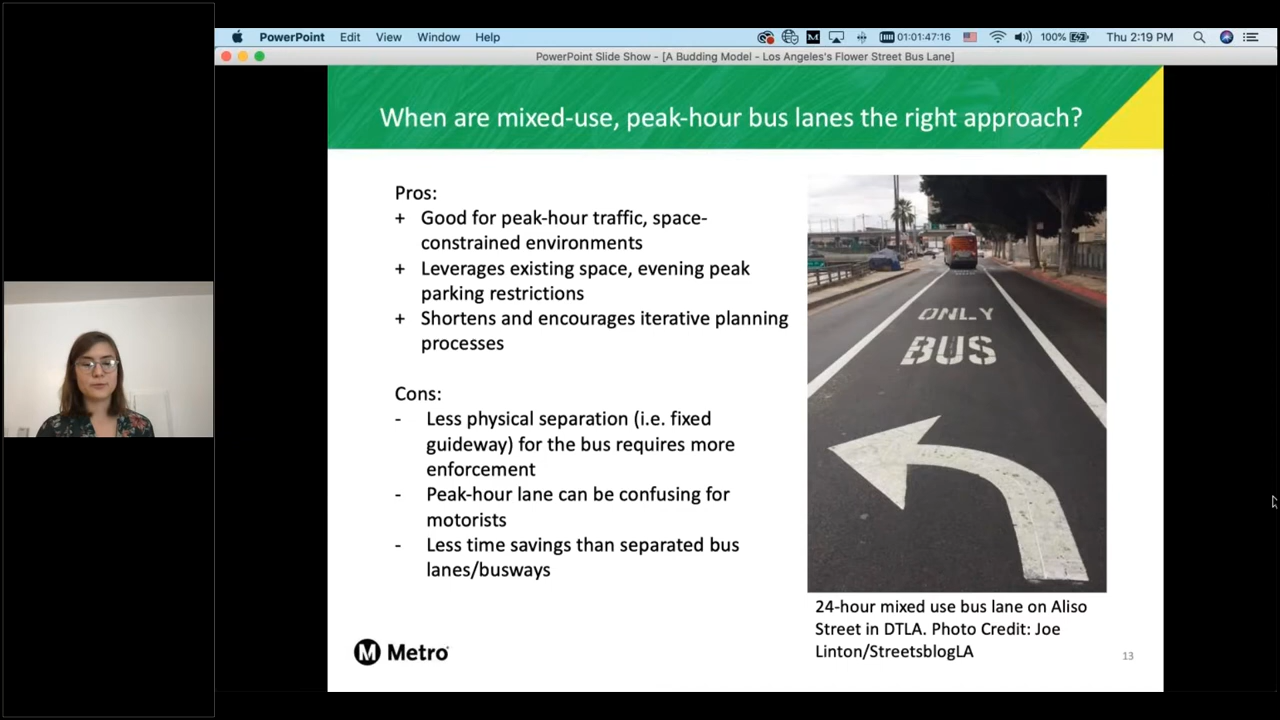 PowerPoint Edit View Window Help 01:01:47:16 100% Thu 2:19 PM
PowerPoint Slide Show - [A Budding Model - Los Angeles's Flower Street Bus Lane]
When are mixed-use, peak-hour bus lanes the right approach?
Pros:
+ Good for peak-hour traffic, space-
constrained environments
+ Leverages existing space, evening peak
parking restrictions
+ Shortens and encourages iterative planning
processes
Cons:
- Less physical separation (i.e. fixed
guideway) for the bus requires more
enforcement
- Peak-hour lane can be confusing for
motorists
- Less time savings than separated bus
lanes/busways
ONLY
BUS
24-hour mixed use bus lane on Aliso
Street in DTLA. Photo Credit: Joe
Linton/StreetsblogLA
M Metro
13